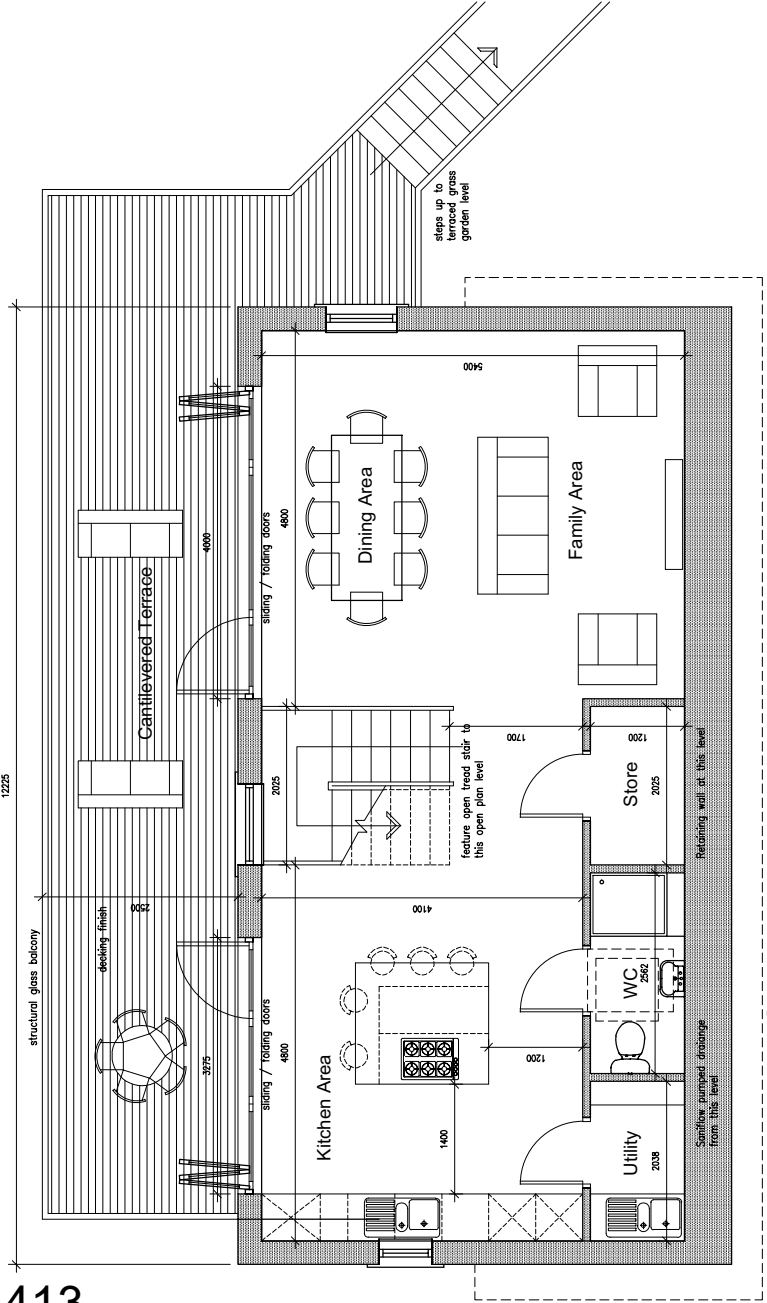 12225
structural glass balcony
2500
decking finish
3275
Cantilevered Terrace
4000
sliding / folding doors
sliding / folding doors
4800
2025
4800
Kitchen Area
Dining Area
Family Area
5400
4100
1400
1200
1700
1200
feature open tread stair to
this open plan level
steps up to
terraced grass
garden level
Utility
2038
WC
2562
Store
2025
Saniflow pumped draiange
from this level
Retaining wall at this level
413